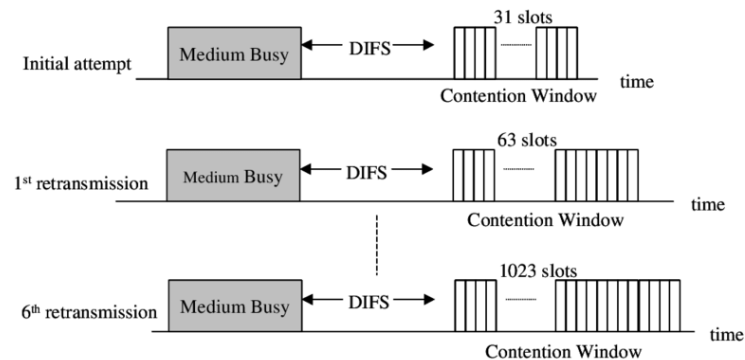 31 slots
Initial attempt Medium Busy DIFS time
Contention Window
63 slots
1st retransmission Medium Busy DIFS time
Contention Window
1023 slots
6th retransmission Medium Busy DIFS time
Contention Window